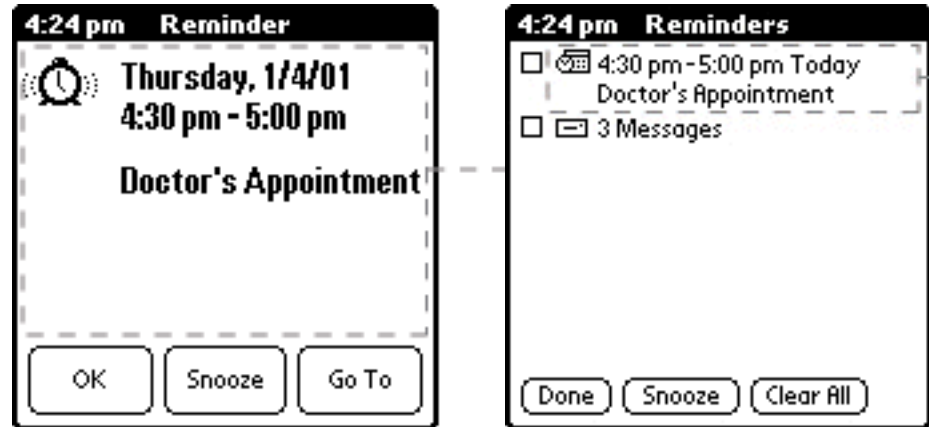 4:24 pm Reminder
Thursday, 1/4/01
4:30 pm - 5:00 pm
Doctor's Appointment
OK Snooze Go To
4:24 pm Reminders
4:30 pm - 5:00 pm Today
Doctor's Appointment
3 Messages
Done Snooze Clear All